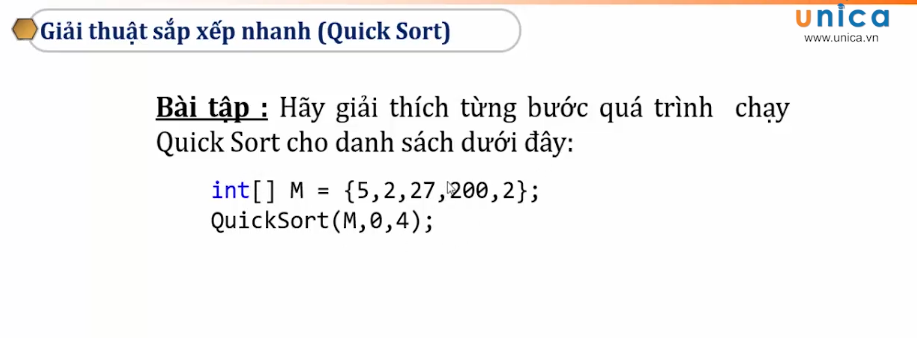 Giải thuật sắp xếp nhanh (Quick Sort)
unica
www.unica.vn
Bài tập : Hãy giải thích từng bước quá trình chạy
Quick Sort cho danh sách dưới đây:
int[] M = {5,2,27,200,2};
QuickSort(M,0,4);